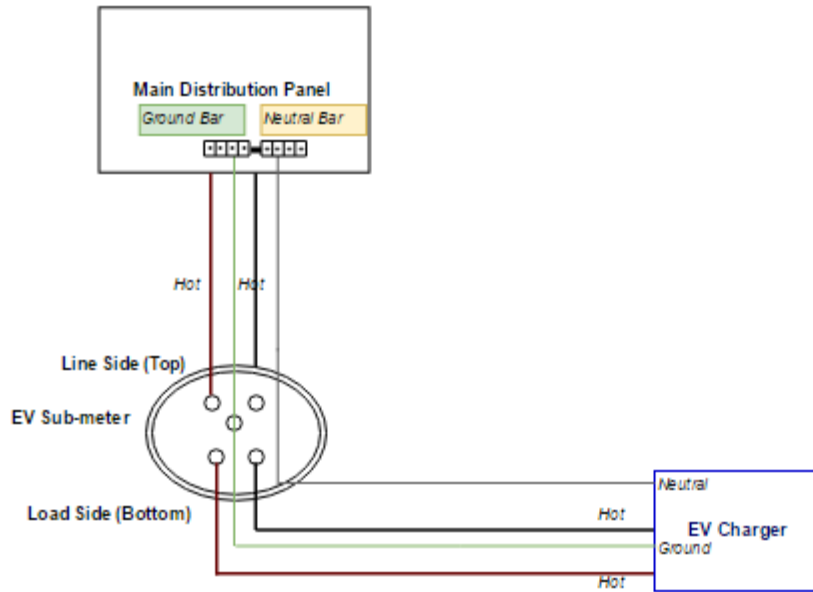 Main Distribution Panel
Ground Bar
Neutral Bar
Hot
Hot
Line Side (Top)
EV Sub-meter
Load Side (Bottom)
Neutral
Hot
EV Charger
Ground
Hot